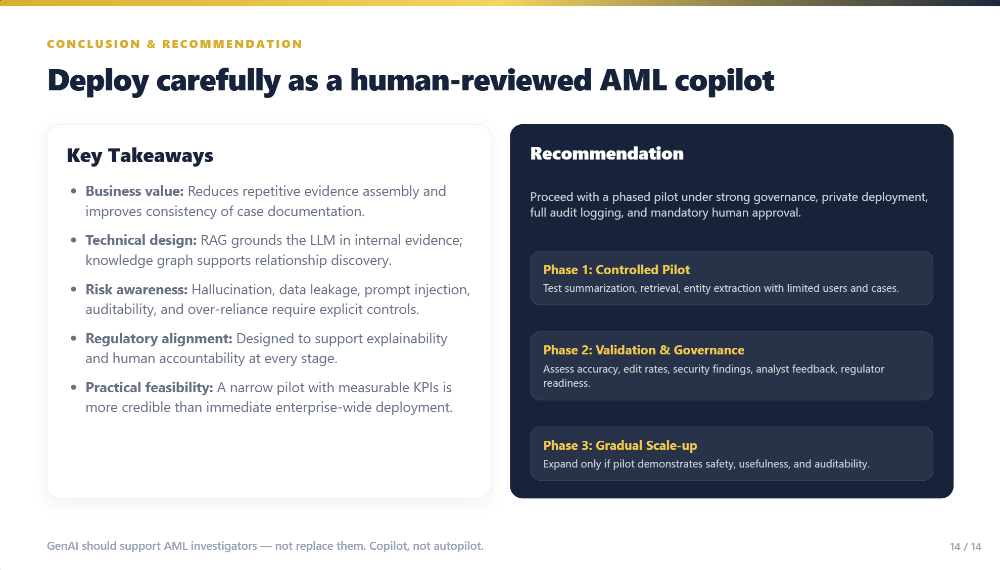 CONCLUSION & RECOMMENDATION
Deploy carefully as a human-reviewed AML copilot
Key Takeaways
• Business value: Reduces repetitive evidence assembly and
improves consistency of case documentation.
• Technical design: RAG grounds the LLM in internal evidence;
knowledge graph supports relationship discovery.
• Risk awareness: Hallucination, data leakage, prompt injection,
auditability, and over-reliance require explicit controls.
• Regulatory alignment: Designed to support explainability
and human accountability at every stage.
• Practical feasibility: A narrow pilot with measurable KPIs is
more credible than immediate enterprise-wide deployment.
Recommendation
Proceed with a phased pilot under strong governance, private deployment,
full audit logging, and mandatory human approval.
Phase 1: Controlled Pilot
Test summarization, retrieval, entity extraction with limited users and cases.
Phase 2: Validation & Governance
Assess accuracy, edit rates, security findings, analyst feedback, regulator
readiness.
Phase 3: Gradual Scale-up
Expand only if pilot demonstrates safety, usefulness, and auditability.
GenAI should support AML investigators — not replace them. Copilot, not autopilot.
14 / 14